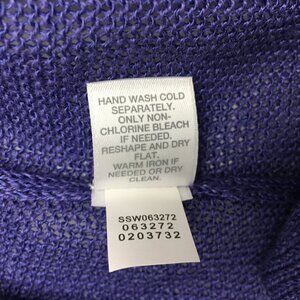 HAND WASH COLD
SEPARATELY.
ONLY NON-
CHLORINE BLEACH
IF NEEDED.
RESHAPE AND DRY
FLAT.
WARM IRON IF
NEEDED OR DRY
CLEAN.
SSW063272
063272
0203732